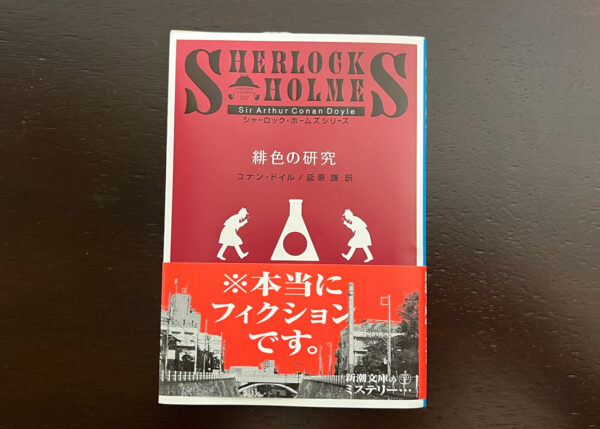 SHERLOCK
HOLMES
Sir Arthur Conan Doyle
シャーロック・ホームズシリーズ
緋色の研究
コナン・ドイル/延原 謙 訳
※本当に
フィクション
です。
新潮文庫の
ミステリー…